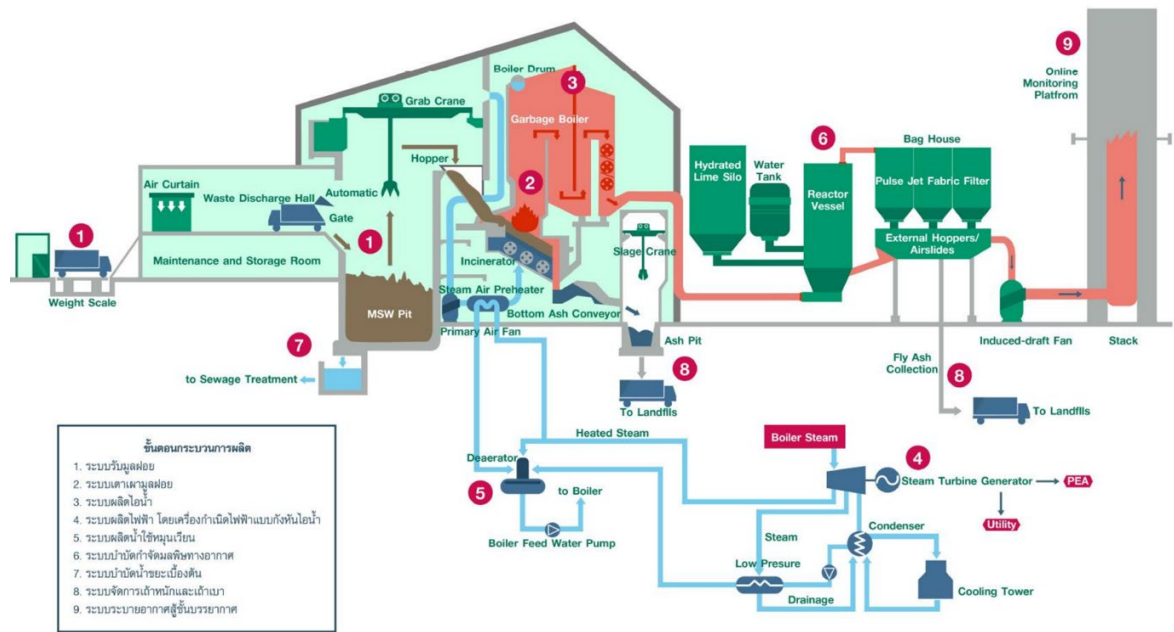 9
Online
Monitoring
Platfrom
Boiler Drum
3
Grab Crane
Garbage Boiler
6
Bag House
Hopper
Hydrated
Lime Silo
Water
Tank
Reactor
Vessel
Pulse Jet Fabric Filter
Air Curtain
Waste Discharge Hall
Automatic
Gate
2
1
1
External Hoppers/
Airslides
Slage Crane
Maintenance and Storage Room
Incinerator
Weight Scale
MSW Pit
Steam Air Preheater
Bottom Ash Conveyor
Primary Air Fan
Ash Pit
Induced-draft Fan
Stack
7
to Sewage Treatment
8
To Landflls
Fly Ash
Collection
8
To Landflls
Heated Steam
Boiler Steam
Deaerator
5
to Boiler
Boiler Feed Water Pump
4
Steam Turbine Generator
PEA
Utility
Steam
Condenser
Low Presure
Drainage
Cooling Tower
ขั้นตอนกระบวนการผลิต
1. ระบบรับมูลฝอย
2. ระบบเตาเผามูลฝอย
3. ระบบผลิตไอน้ำ
4. ระบบผลิตไฟฟ้า โดยเครื่องกำเนิดไฟฟ้าแบบกังหันไอน้ำ
5. ระบบผลิตน้ำใช้หมุนเวียน
6. ระบบบำบัดกำจัดมลพิษทางอากาศ
7. ระบบบำบัดน้ำขยะเบื้องต้น
8. ระบบจัดการเถ้าหนักและเถ้าเบา
9. ระบบระบายอากาศสู่ชั้นบรรยากาศ